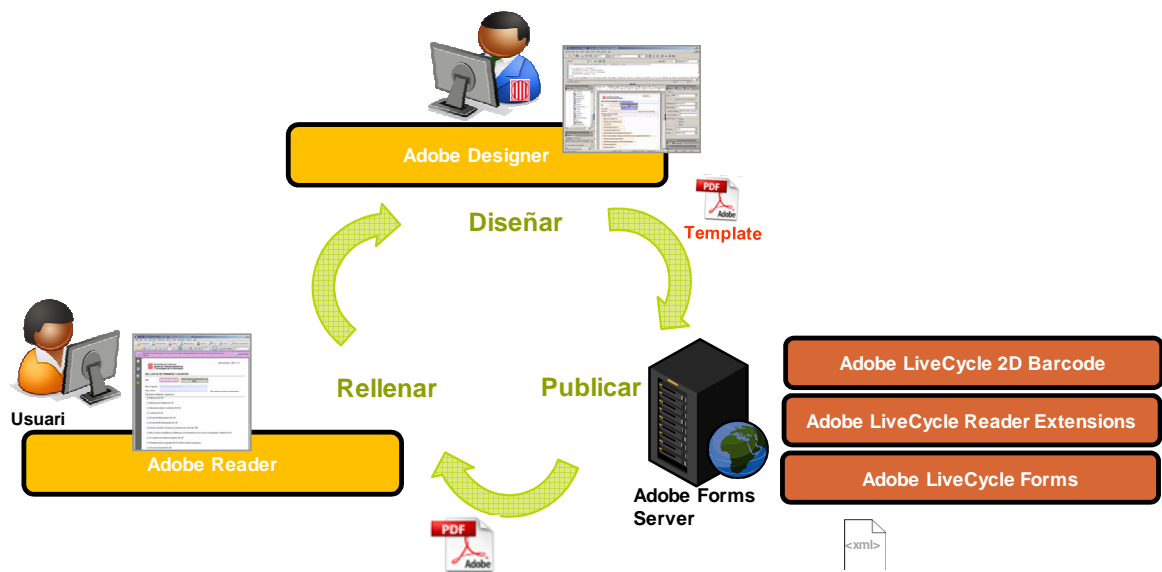 Adobe Designer
PDF
Adobe
Template
Diseñar
Rellenar
Publicar
Usuari
Adobe Reader
Adobe Forms
Server
Adobe LiveCycle 2D Barcode
Adobe LiveCycle Reader Extensions
Adobe LiveCycle Forms
PDF
Adobe
<xml>